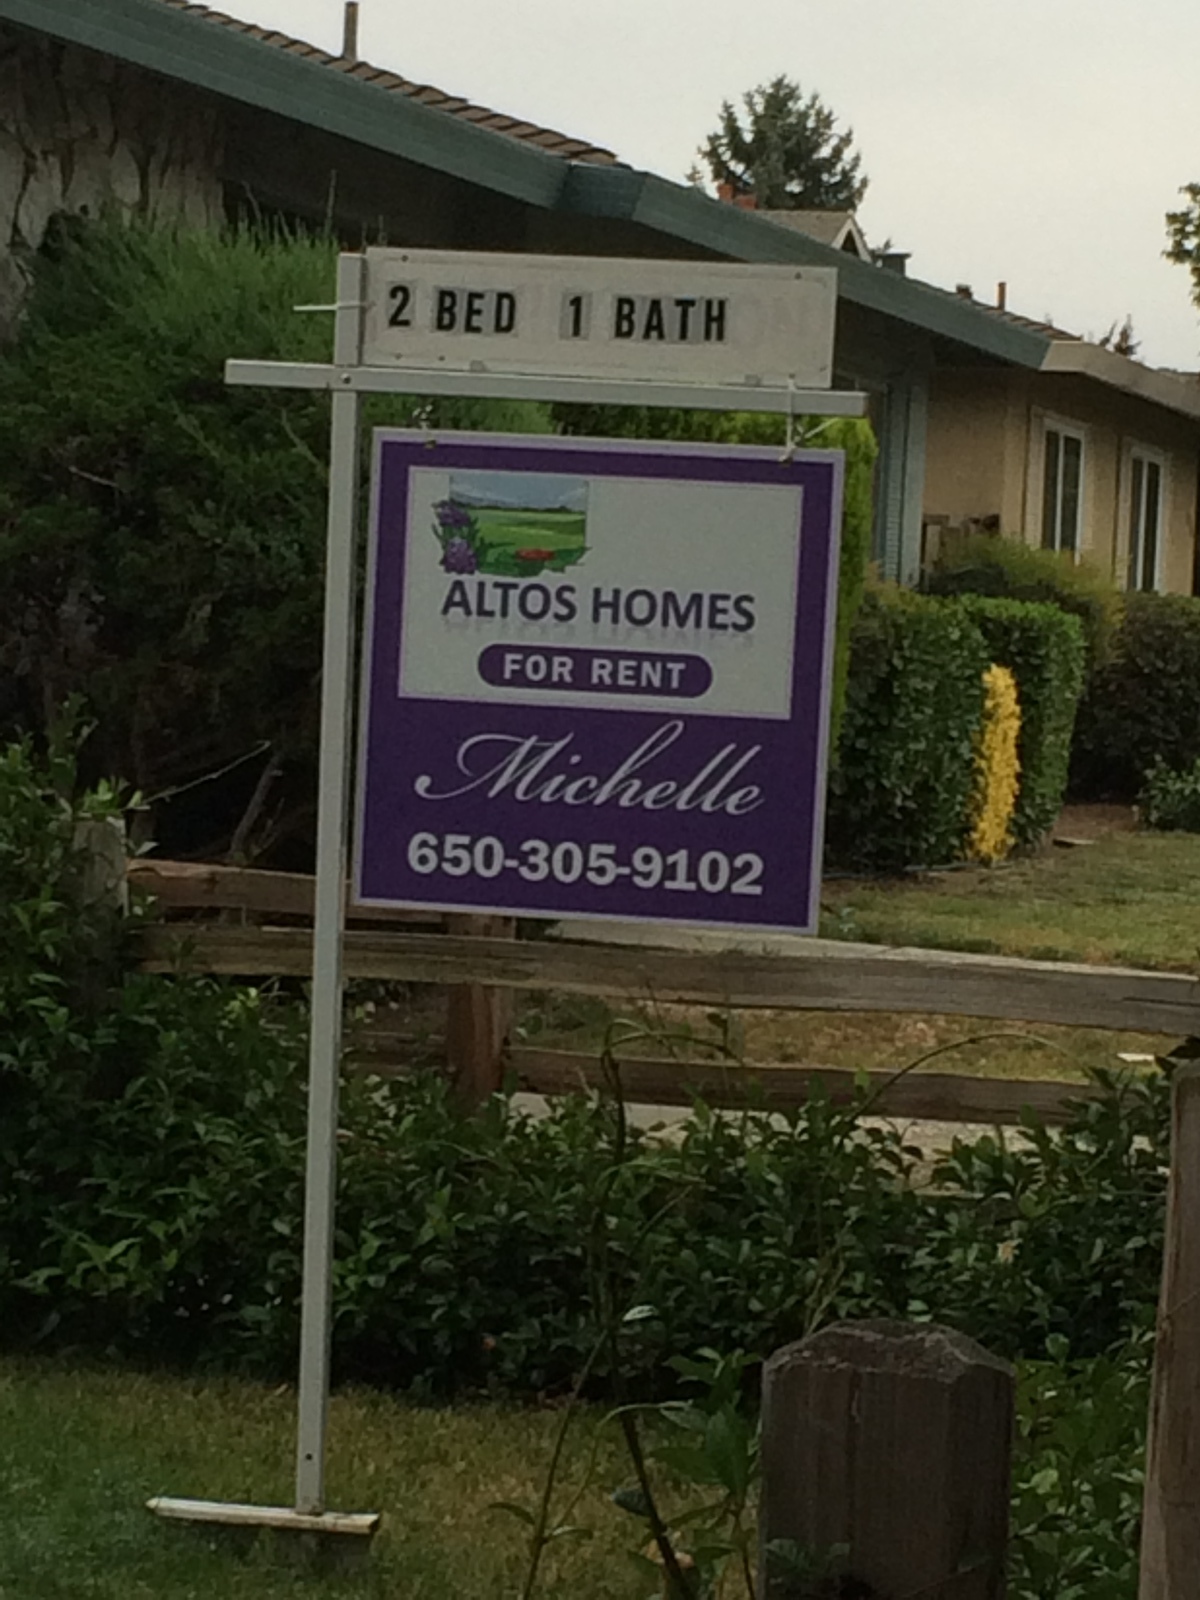 2 BED 1 BATH
ALTOS HOMES
FOR RENT
Michelle
650-305-9102